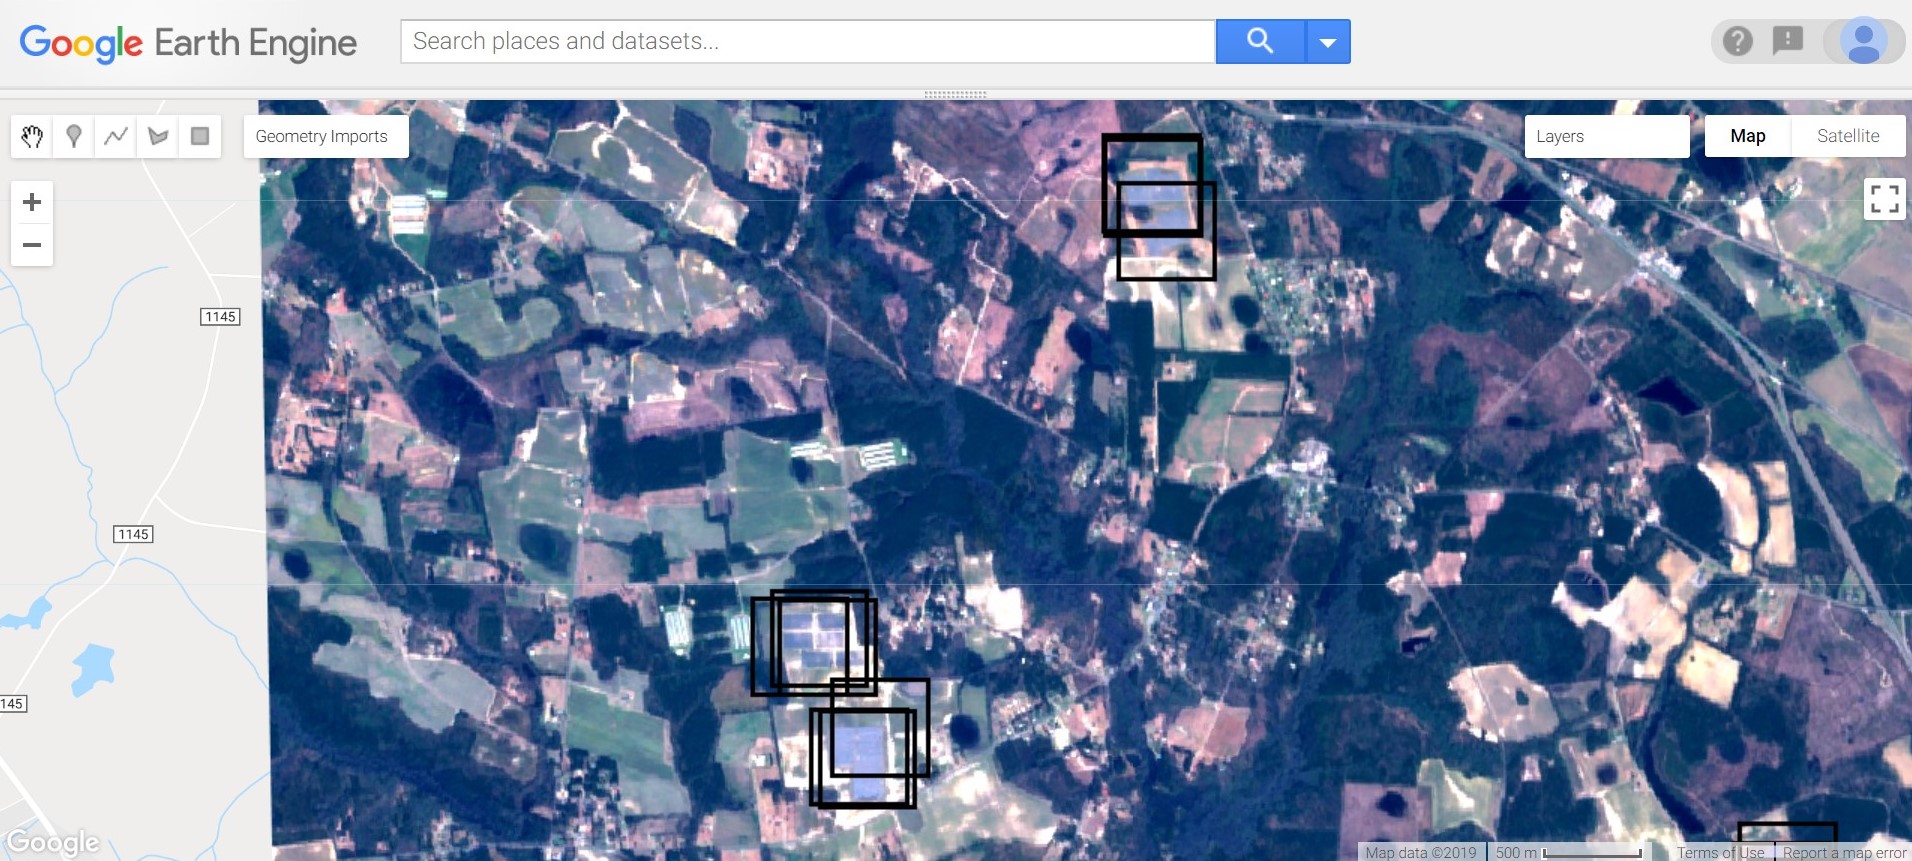 Google Earth Engine
Search places and datasets...
Geometry Imports
Layers
Map
Satellite
+
−
1145
1145
145
Google
Map data ©2019
500 m
Terms of Use
Report a map error